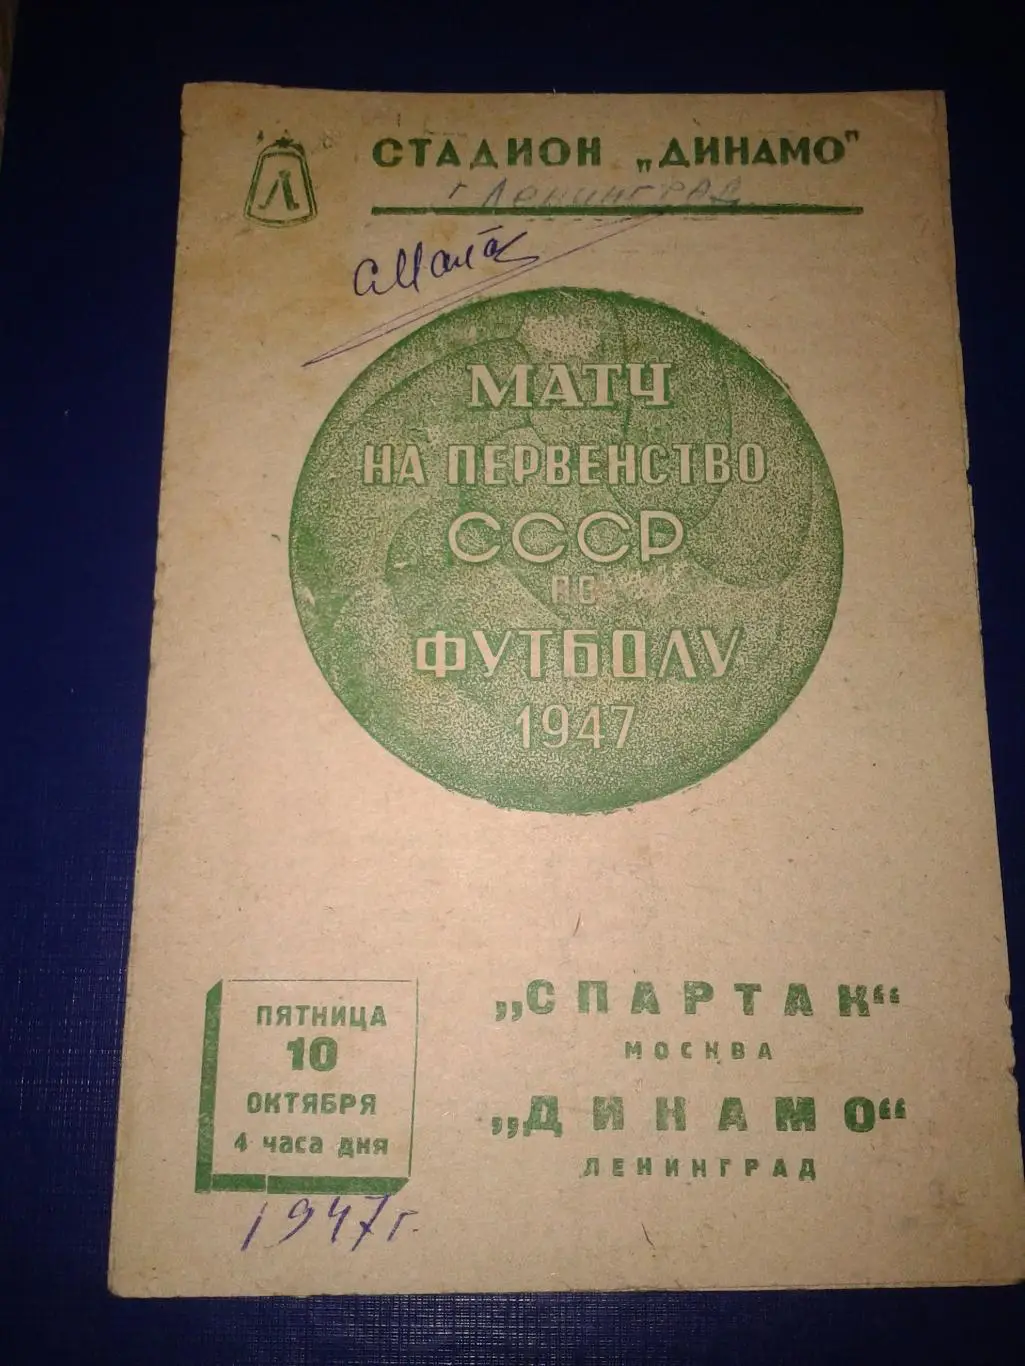 Л
СТАДИОН „ДИНАМО"
г Ленинград
МАТЧ
НА ПЕРВЕНСТВО
СССР
ПО
ФУТБОЛУ
1947
ПЯТНИЦА
10
ОКТЯБРЯ
4 часа дня
„СПАРТАК“
МОСКВА
„ДИНАМО“
ЛЕНИНГРАД
1947 г.